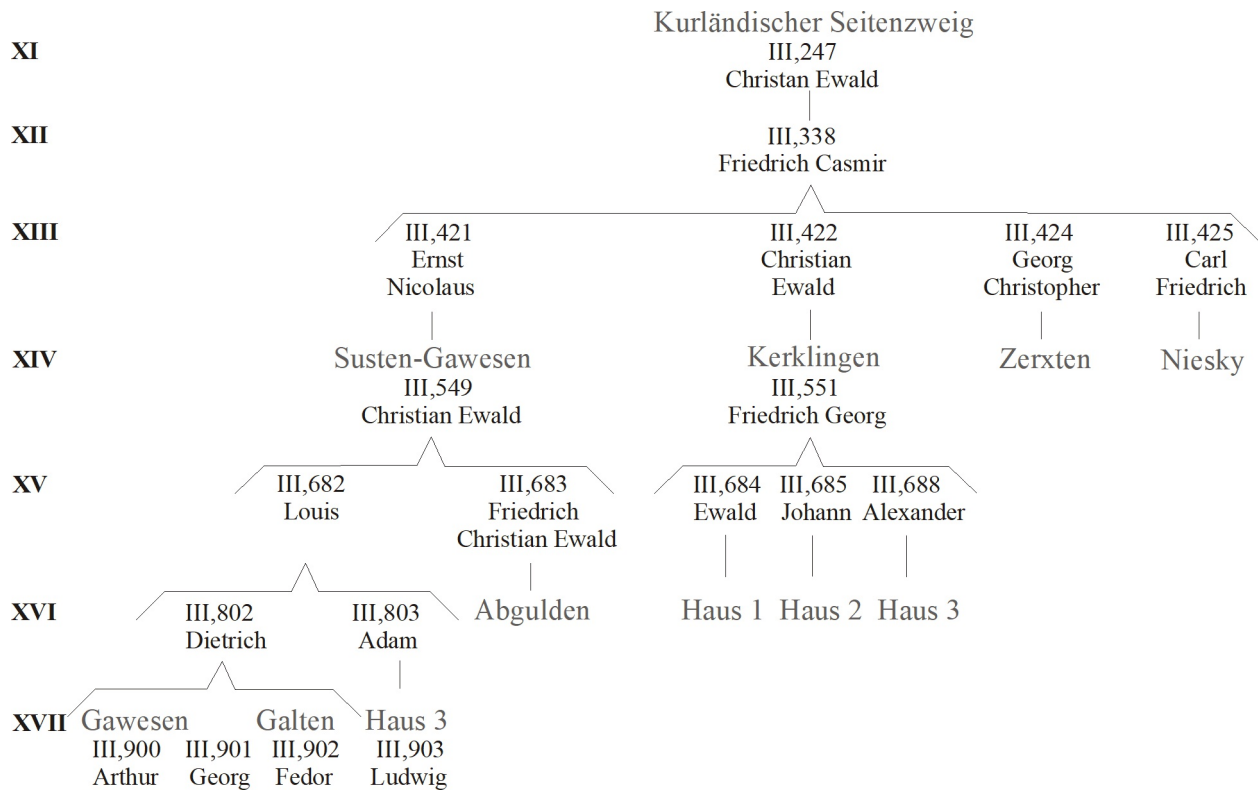 Kurländischer Seitenzweig
XI
III,247
Christan Ewald
XII
III,338
Friedrich Casmir
XIII
III,421 III,422 III,424 III,425
Ernst Christian Georg Carl
Nicolaus Ewald Christopher Friedrich
XIV Susten-Gawesen Kerklingen Zerxten Niesky
III,549 III,551
Christian Ewald Friedrich Georg
XV III,682 III,683 III,684 III,685 III,688
Louis Friedrich Ewald Johann Alexander
Christian Ewald
XVI III,802 III,803 Abgulden Haus 1 Haus 2 Haus 3
Dietrich Adam
XVII Gawesen Galten Haus 3
III,900 III,901 III,902 III,903
Arthur Georg Fedor Ludwig